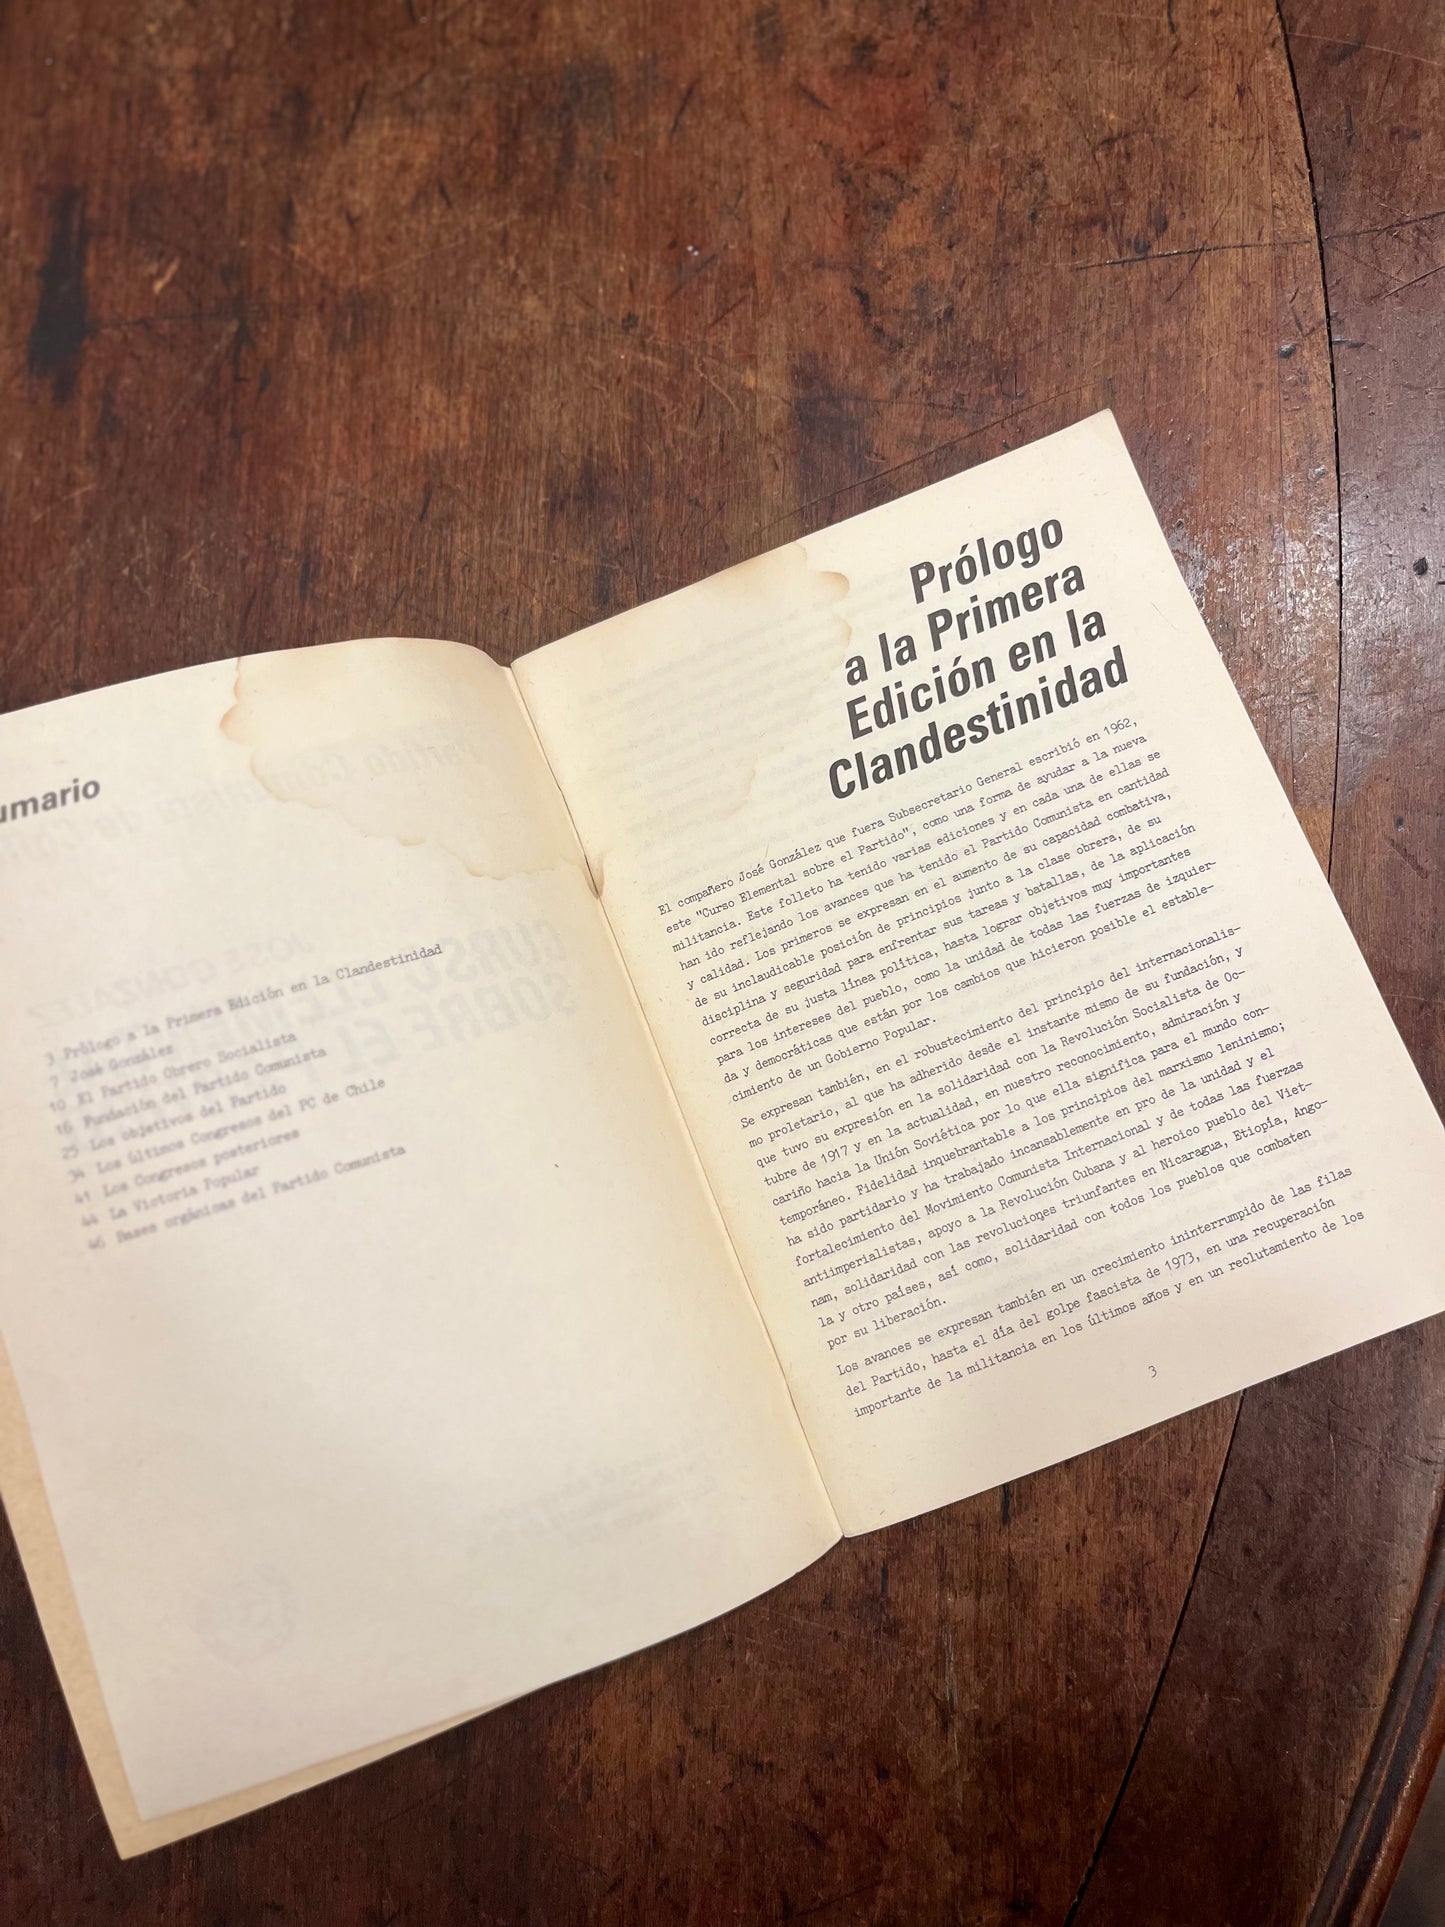 umario
3 Prólogo a la Primera Edición en la Clandestinidad
7 José González
10 El Partido Obrero Socialista
16 Fundación del Partido Comunista
25 Los objetivos del Partido
34 Los últimos Congresos del PC de Chile
41 Los Congresos posteriores
44 La Victoria Popular
46 Bases orgánicas del Partido Comunista
Prólogo
a la Primera
Edición en la
Clandestinidad
El compañero José González que fuera Subsecretario General escribió en 1962,
este "Curso Elemental sobre el Partido", como una forma de ayudar a la nueva
militancia. Este folleto ha tenido varias ediciones y en cada una de ellas se
han ido reflejando los avances que ha tenido el Partido Comunista en cantidad
y calidad. Los primeros se expresan en el aumento de su capacidad combativa,
de su inclaudicable posición de principios junto a la clase obrera, de su
disciplina y seguridad para enfrentar sus tareas y batallas, de la aplicación
correcta de su justa línea política, hasta lograr objetivos muy importantes
para los intereses del pueblo, como la unidad de todas las fuerzas de izquier-
da y democráticas que están por los cambios que hicieron posible el estable-
cimiento de un Gobierno Popular.
Se expresan también, en el robustecimiento del principio del internacionalis-
mo proletario, al que ha adherido desde el instante mismo de su fundación, y
que tuvo su expresión en la solidaridad con la Revolución Socialista de Oc-
tubre de 1917 y en la actualidad, en nuestro reconocimiento, admiración y
cariño hacia la Unión Soviética por lo que ella significa para el mundo con-
temporáneo. Fidelidad inquebrantable a los principios del marxismo leninismo;
ha sido partidario y ha trabajado incansablemente en pro de la unidad y el
fortalecimiento del Movimiento Comunista Internacional y de todas las fuerzas
antiimperialistas, apoyo a la Revolución Cubana y al heroico pueblo del Viet-
nam, solidaridad con las revoluciones triunfantes en Nicaragua, Etiopía, Ango-
la y otro países, así como, solidaridad con todos los pueblos que combaten
por su liberación.
Los avances se expresan también en un crecimiento ininterrumpido de las filas
del Partido, hasta el día del golpe fascista de 1973, en una recuperación
importante de la militancia en los últimos años y en un reclutamiento de los
3